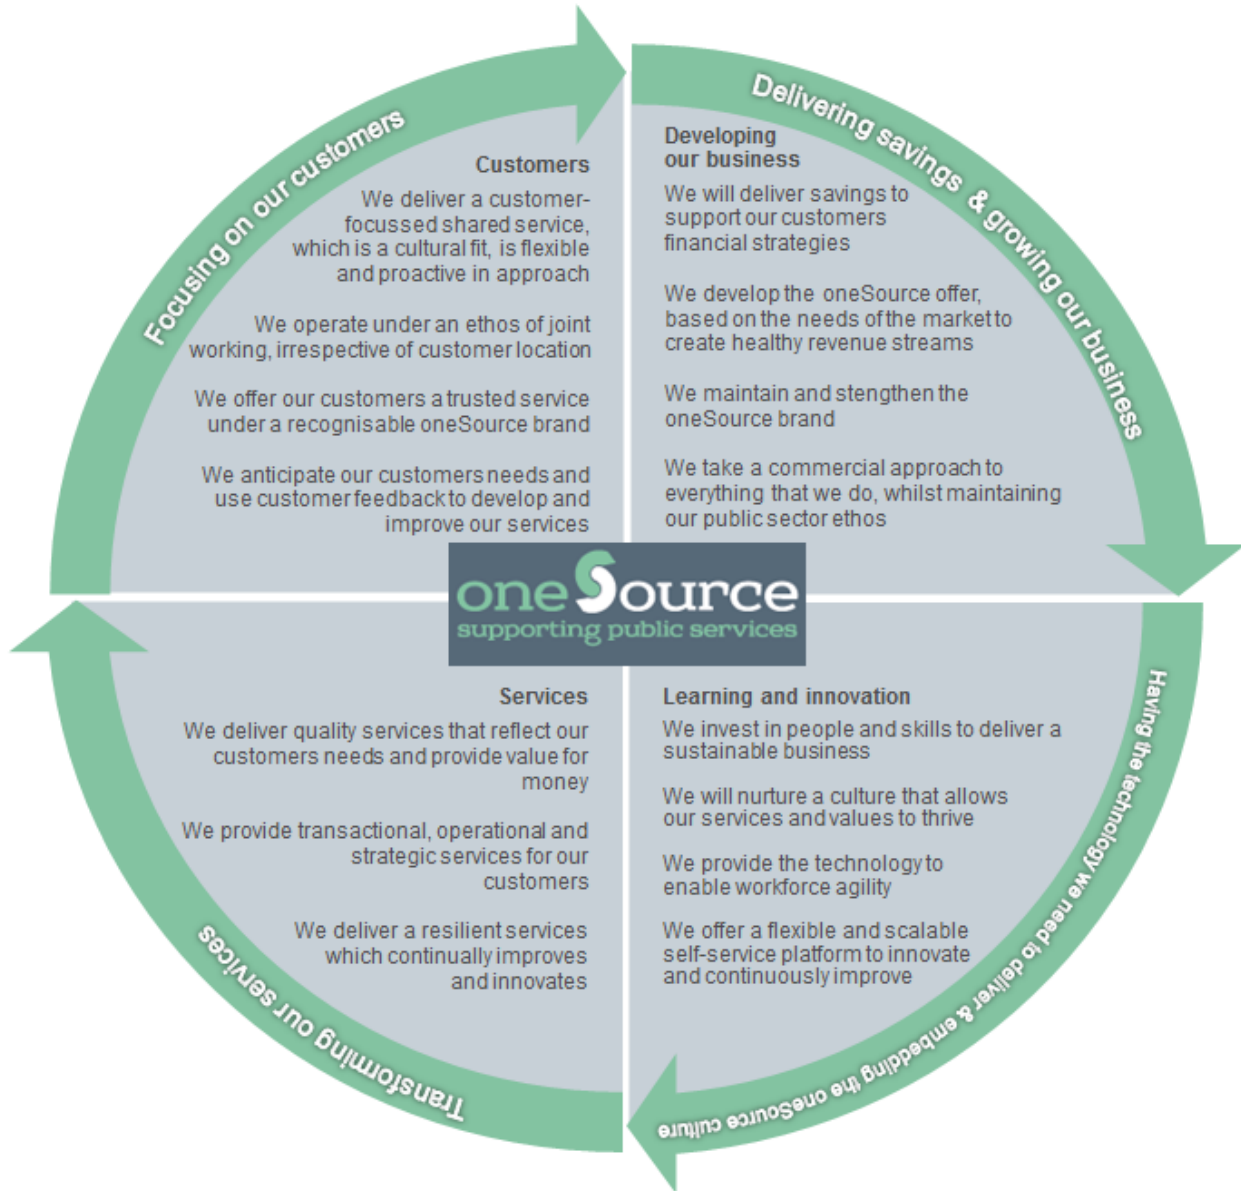 Focusing on our customers
Customers
We deliver a customer-
focussed shared service,
which is a cultural fit, is flexible
and proactive in approach
We operate under an ethos of joint
working, irrespective of customer location
We offer our customers a trusted service
under a recognisable oneSource brand
We anticipate our customers needs and
use customer feedback to develop and
improve our services
Delivering savings & growing our business
Developing
our business
We will deliver savings to
support our customers
financial strategies
We develop the oneSource offer,
based on the needs of the market to
create healthy revenue streams
We maintain and stengthen the
oneSource brand
We take a commercial approach to
everything that we do, whilst maintaining
our public sector ethos
oneSource
supporting public services
Having the technology we need to deliver & embedding the oneSource culture
Learning and innovation
We invest in people and skills to deliver a
sustainable business
We will nurture a culture that allows
our services and values to thrive
We provide the technology to
enable workforce agility
We offer a flexible and scalable
self-service platform to innovate
and continuously improve
Transforming our services
Services
We deliver quality services that reflect our
customers needs and provide value for
money
We provide transactional, operational and
strategic services for our
customers
We deliver a resilient services
which continually improves
and innovates